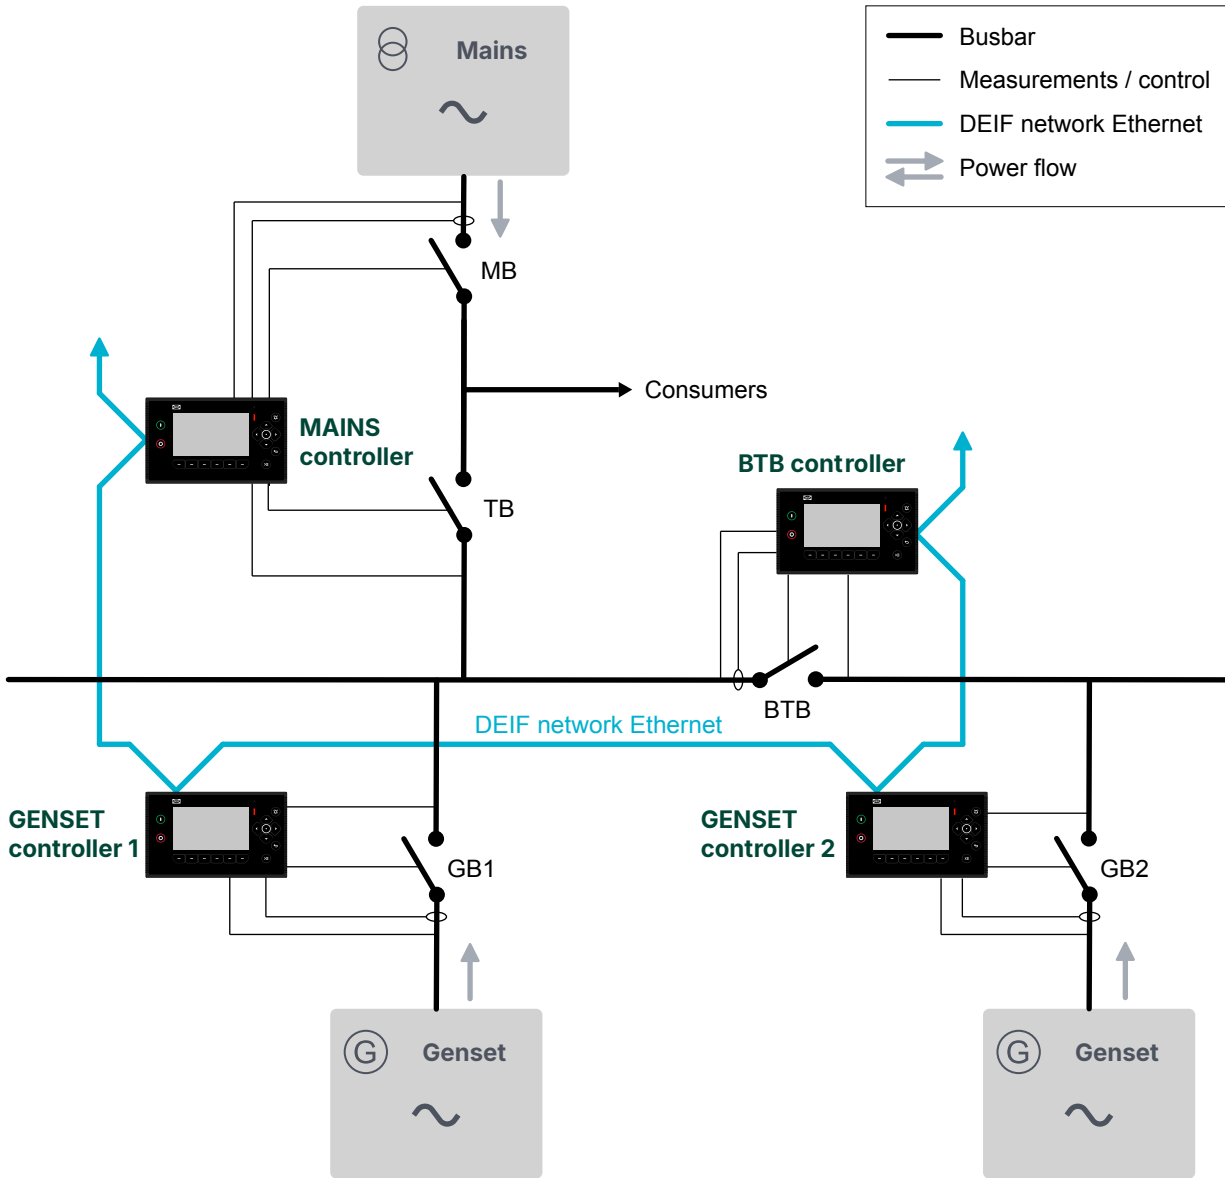 Mains
Busbar
Measurements / control
DEIF network Ethernet
Power flow
MB
Consumers
MAINS
controller
TB
BTB controller
BTB
DEIF network Ethernet
GENSET
controller 1
GB1
GENSET
controller 2
GB2
G
Genset
G
Genset